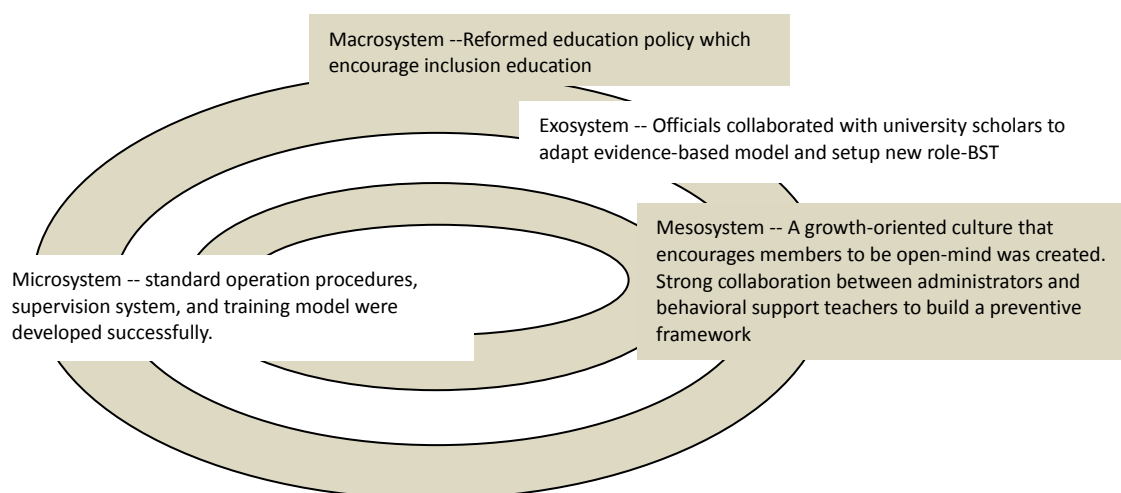 Macrosystem --Reformed education policy which
encourage inclusion education
Exosystem -- Officials collaborated with university scholars to
adapt evidence-based model and setup new role-BST
Mesosystem -- A growth-oriented culture that
encourages members to be open-mind was created.
Strong collaboration between administrators and
behavioral support teachers to build a preventive
framework
Microsystem -- standard operation procedures,
supervision system, and training model were
developed successfully.